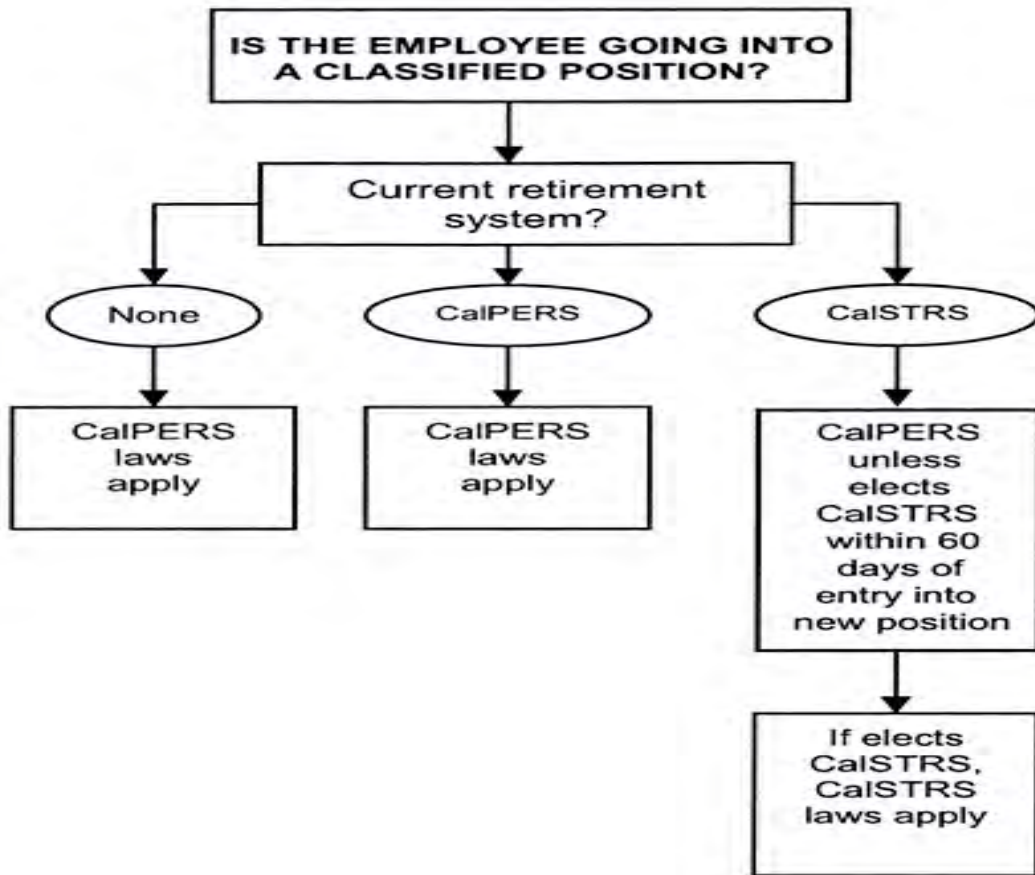 IS THE EMPLOYEE GOING INTO
A CLASSIFIED POSITION?
Current retirement
system?
None
CalPERS
CalSTRS
CalPERS
laws
apply
CalPERS
laws
apply
CalPERS
unless
elects
CalSTRS
within 60
days of
entry into
new position
If elects
CalSTRS,
CalSTRS
laws apply